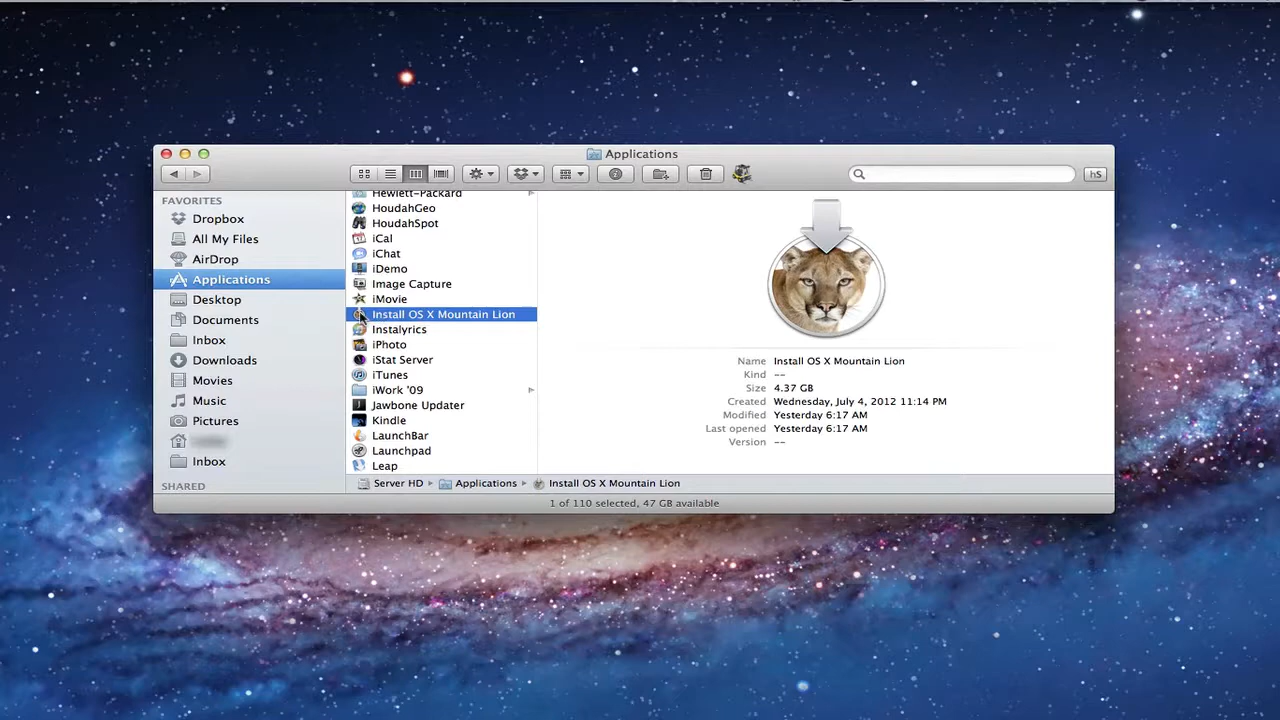 Applications
hS
FAVORITES
Dropbox
All My Files
AirDrop
Applications
Desktop
Documents
Inbox
Downloads
Movies
Music
Pictures
Inbox
SHARED
Hewlett-Packard
HoudahGeo
HoudahSpot
iCal
iChat
iDemo
Image Capture
iMovie
Install OS X Mountain Lion
Instalyrics
iPhoto
iStat Server
iTunes
iWork '09
Jawbone Updater
Kindle
LaunchBar
Launchpad
Leap
Name Install OS X Mountain Lion
Kind --
Size 4.37 GB
Created Wednesday, July 4, 2012 11:14 PM
Modified Yesterday 6:17 AM
Last opened Yesterday 6:17 AM
Version --
Server HD ▸ Applications ▸ Install OS X Mountain Lion
1 of 110 selected, 47 GB available